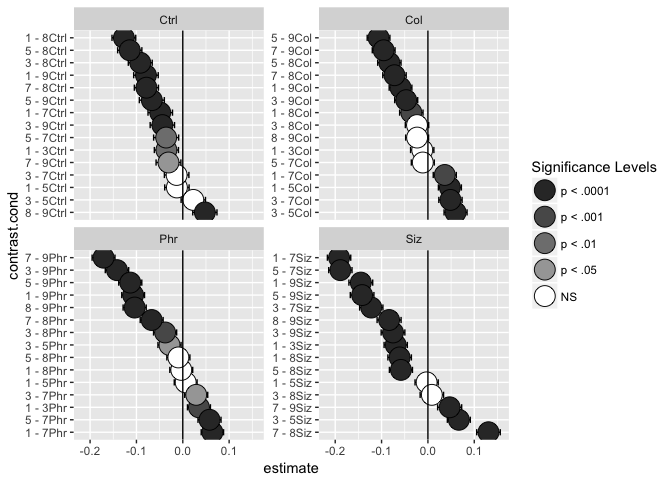 Ctrl
1 - 8Ctrl
5 - 8Ctrl
3 - 8Ctrl
1 - 9Ctrl
7 - 8Ctrl
5 - 9Ctrl
1 - 7Ctrl
3 - 9Ctrl
5 - 7Ctrl
1 - 3Ctrl
7 - 9Ctrl
3 - 7Ctrl
1 - 5Ctrl
3 - 5Ctrl
8 - 9Ctrl
Col
5 - 9Col
1 - 9Col
5 - 8Col
7 - 8Col
1 - 8Col
3 - 9Col
1 - 7Col
3 - 8Col
8 - 9Col
1 - 3Col
5 - 7Col
7 - 9Col
1 - 5Col
3 - 7Col
3 - 5Col
Phr
7 - 9Phr
3 - 9Phr
5 - 9Phr
1 - 9Phr
8 - 9Phr
7 - 8Phr
3 - 8Phr
3 - 5Phr
5 - 8Phr
1 - 8Phr
1 - 5Phr
3 - 7Phr
1 - 3Phr
5 - 7Phr
1 - 7Phr
Siz
1 - 7Siz
5 - 7Siz
1 - 9Siz
5 - 9Siz
3 - 7Siz
8 - 9Siz
3 - 9Siz
1 - 3Siz
1 - 8Siz
5 - 8Siz
1 - 5Siz
3 - 8Siz
7 - 9Siz
3 - 5Siz
7 - 8Siz
-0.2 -0.1 0.0 0.1
-0.2 -0.1 0.0 0.1
estimate
contrast.cond
Significance Levels
p < .0001
p < .001
p < .01
p < .05
NS